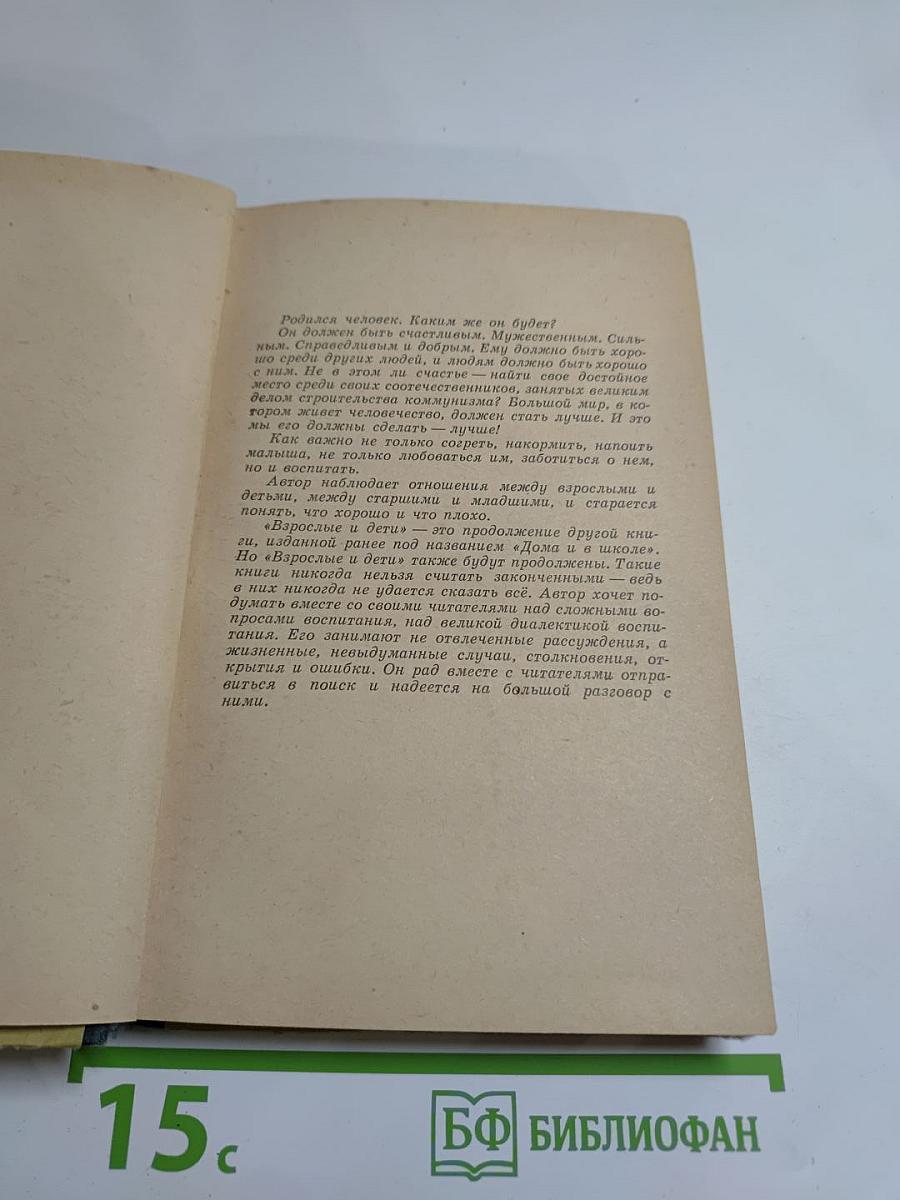 Родился человек. Каким же он будет?
Он должен быть счастливым. Мужественным. Силь-
ным. Справедливым и добрым. Ему должно быть хоро-
шо среди других людей, и людям должно быть хорошо
с ним. Не в этом ли счастье — найти свое достойное
место среди своих соотечественников, занятых великим
делом строительства коммунизма? Большой мир, в ко-
тором живет человечество, должен стать лучше. И это
мы его должны сделать — лучше!
Как важно не только согреть, накормить, напоить
малыша, не только любоваться им, заботиться о нем,
но и воспитать.
Автор наблюдает отношения между взрослыми и
детьми, между старшими и младшими, и старается
понять, что хорошо и что плохо.
«Взрослые и дети» — это продолжение другой кни-
ги, изданной ранее под названием «Дома и в школе».
Но «Взрослые и дети» также будут продолжены. Такие
книги никогда нельзя считать законченными — ведь
в них никогда не удается сказать всё. Автор хочет по-
думать вместе со своими читателями над сложными во-
просами воспитания, над великой диалектикой воспи-
тания. Его занимают не отвлеченные рассуждения, а
жизненные, невыдуманные случаи, столкновения, от-
крытия и ошибки. Он рад вместе с читателями отпра-
виться в поиск и надеется на большой разговор с
ними.
15 с
БФ БИБЛИОФАН